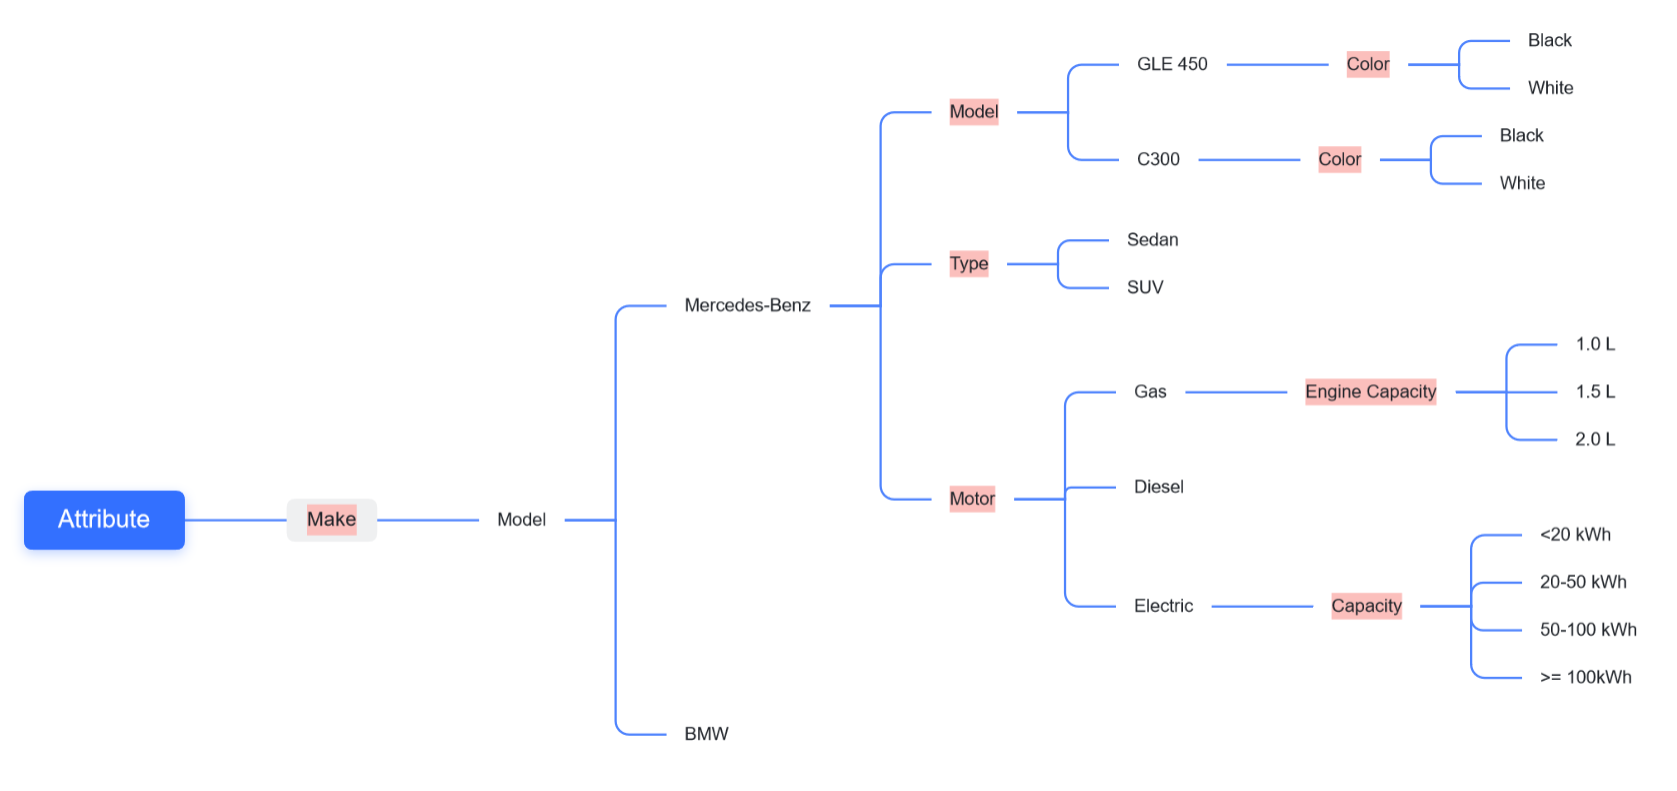 Attribute
Make
Model
Mercedes-Benz
Model
GLE 450
Color
Black
White
C300
Color
Black
White
Type
Sedan
SUV
Motor
Gas
Engine Capacity
1.0 L
1.5 L
2.0 L
Diesel
Electric
Capacity
<20 kWh
20-50 kWh
50-100 kWh
>= 100kWh
BMW